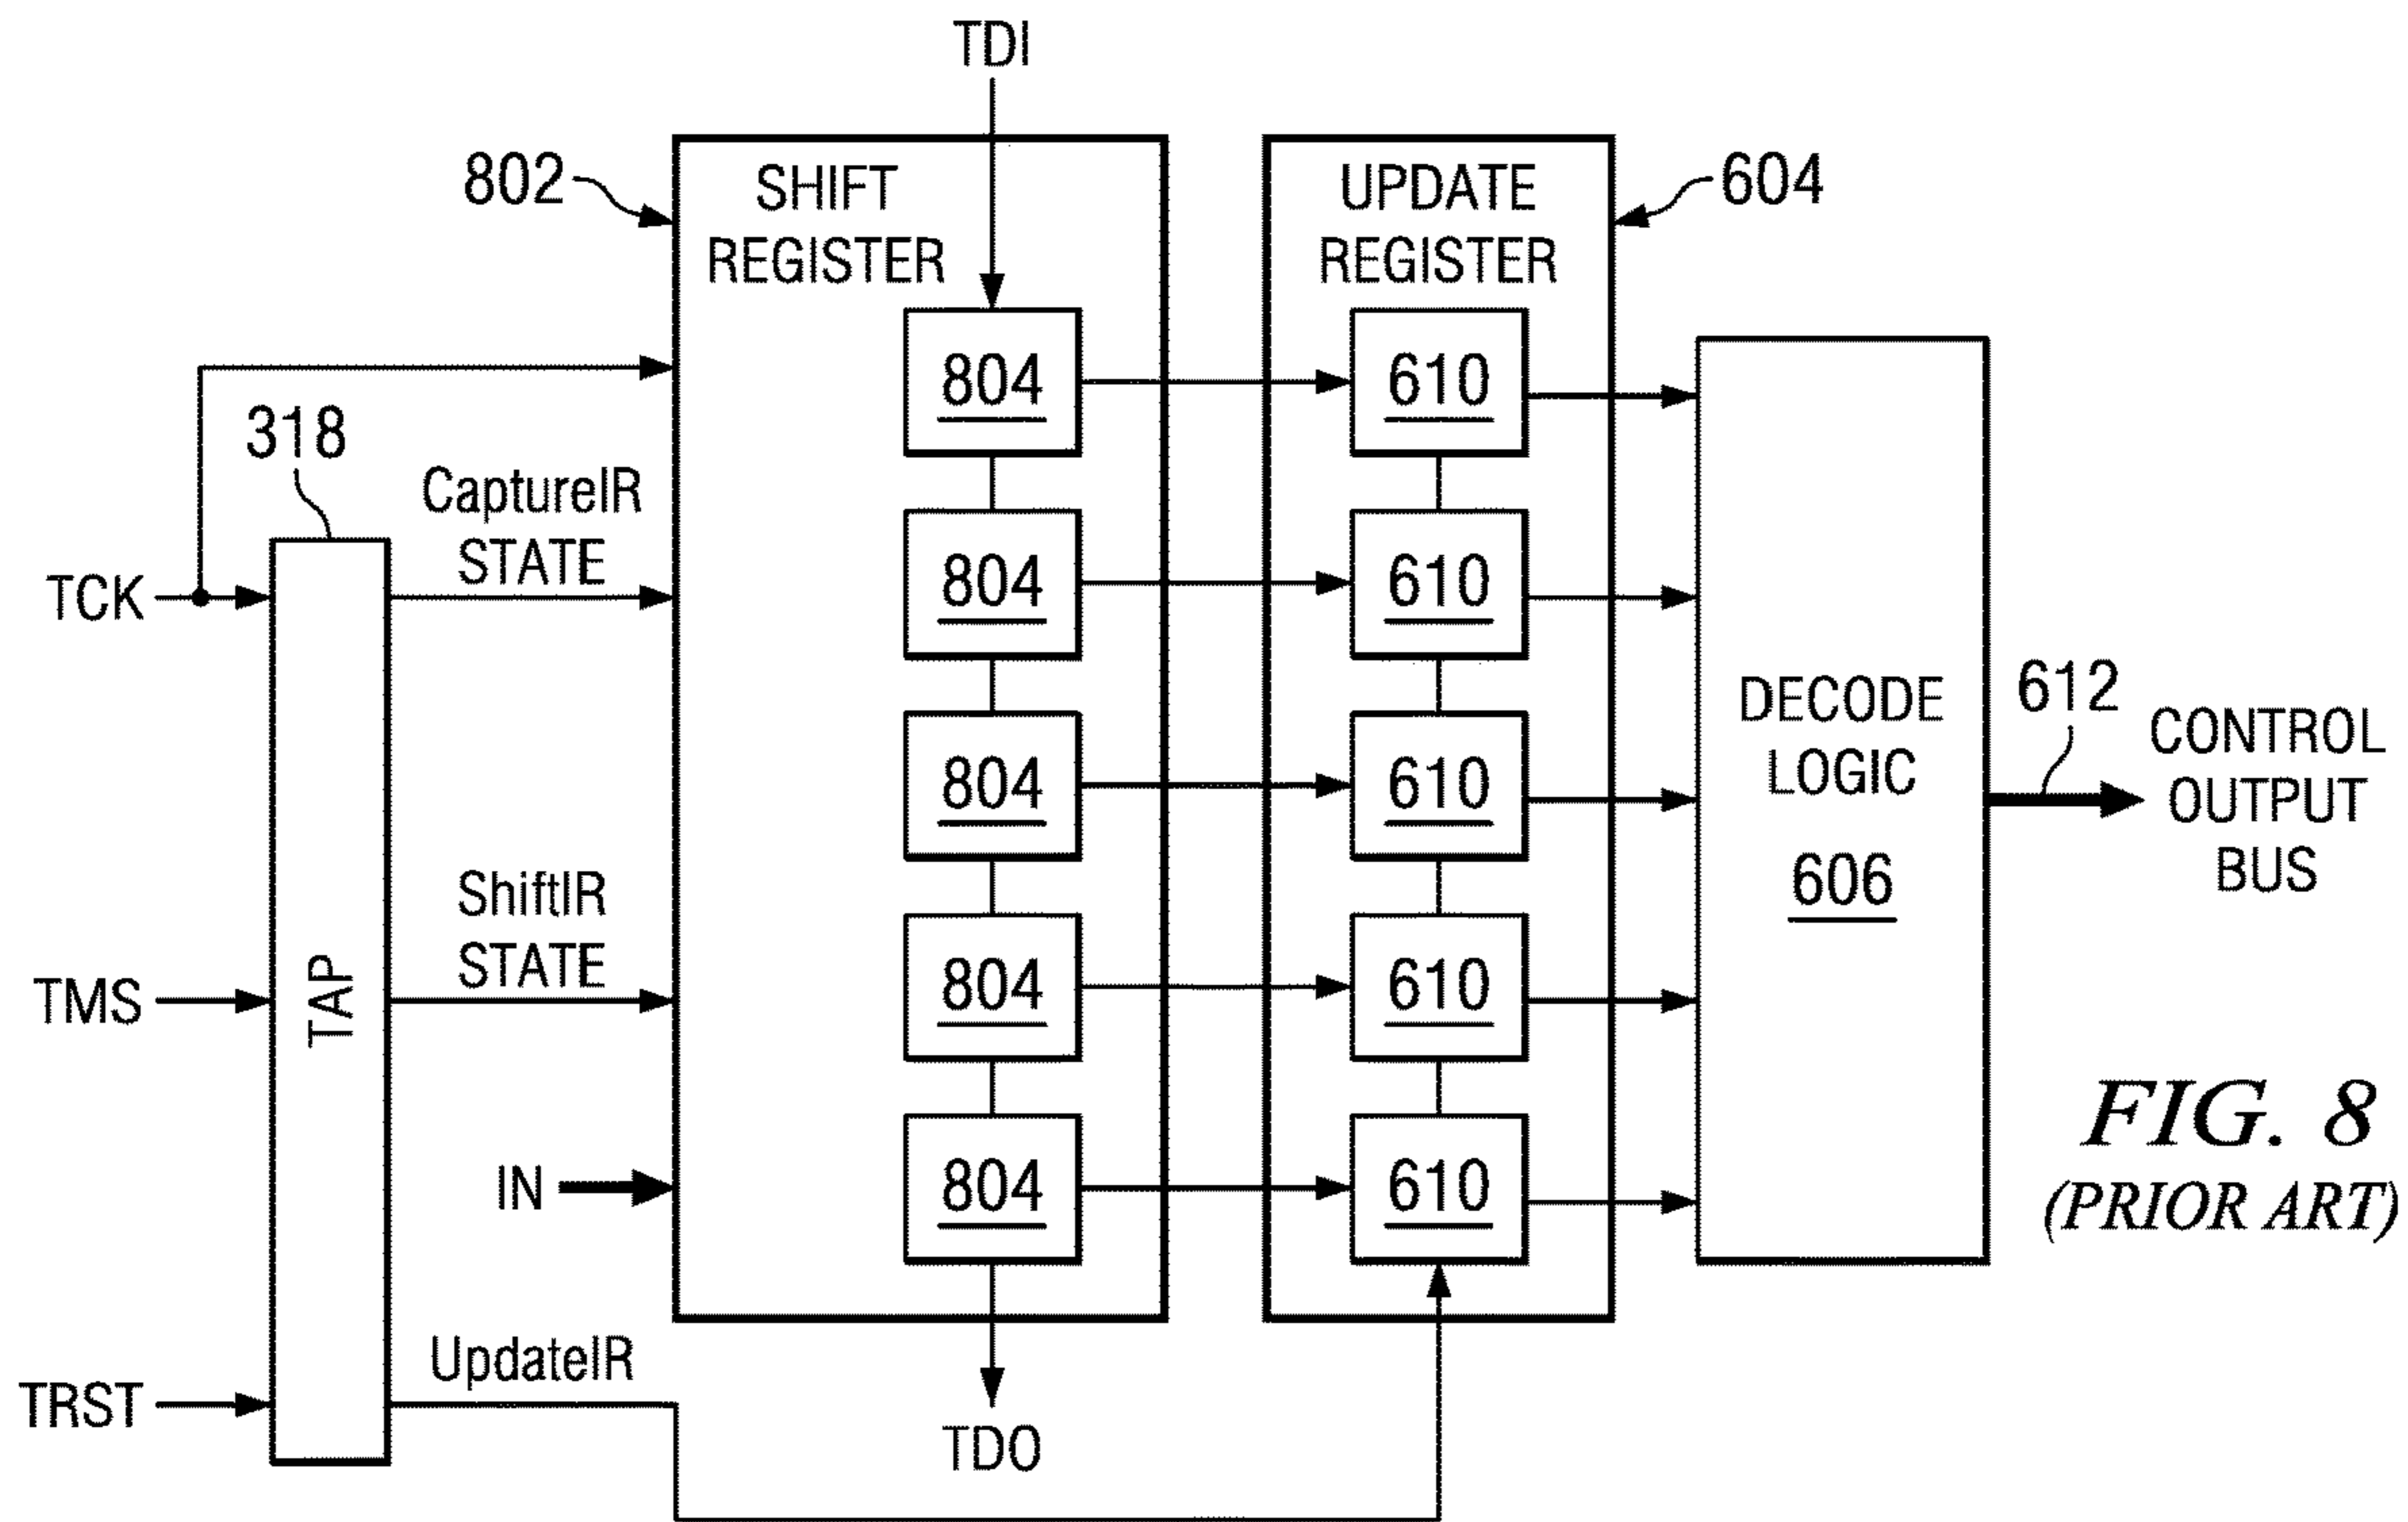 TDI
802
SHIFT
REGISTER
UPDATE
REGISTER
604
804
610
318
CaptureIR
STATE
TCK
804
610
DECODE
LOGIC
606
612
CONTROL
OUTPUT
BUS
804
610
ShiftIR
STATE
TMS
TAP
804
610
IN
804
610
FIG. 8
(PRIOR ART)
UpdateIR
TRST
TDO